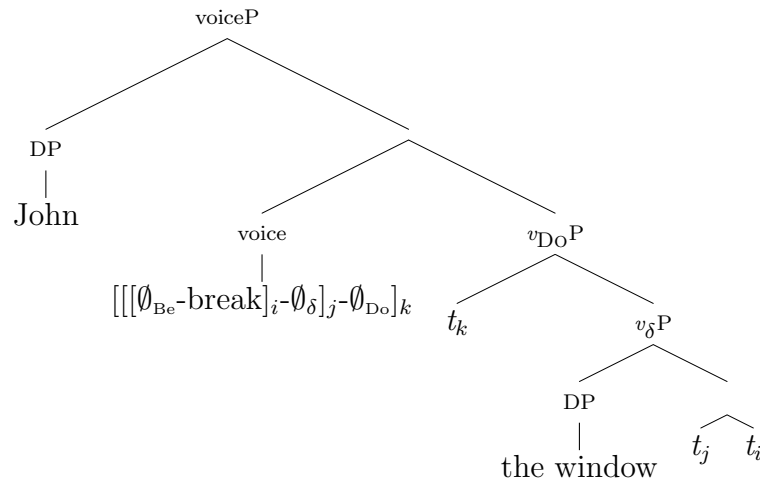 voiceP
DP
John
voice
[[[∅Be-break]i-∅δ]j-∅Do]k
vDoP
tk
vδP
DP
the window
tj ti